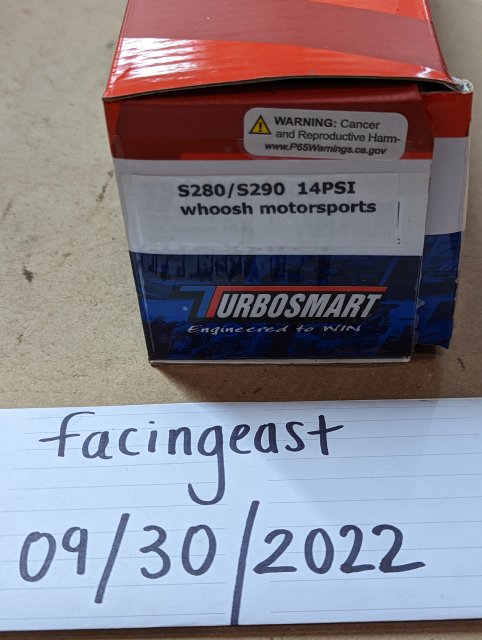 WARNING: Cancer
and Reproductive Harm-
www.P65Warnings.ca.gov
S280/S290 14PSI
whoosh motorsports
TURBOSMART
Engineered to WIN
facingeast
09/30/2022